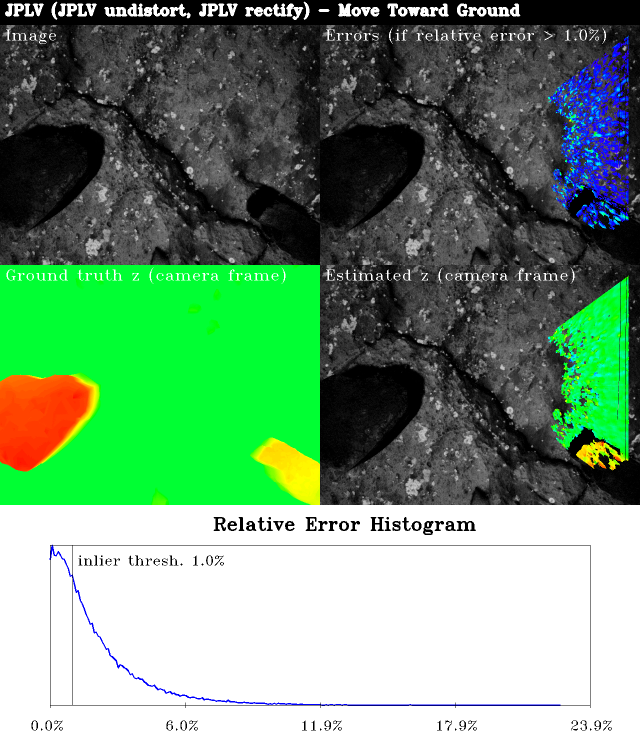 JPLV (JPLV undistort, JPLV rectify) - Move Toward Ground
Image
Errors (if relative error > 1.0%)
Ground truth z (camera frame)
Estimated z (camera frame)
Relative Error Histogram
inlier thresh. 1.0%
0.0% 6.0% 11.9% 17.9% 23.9%